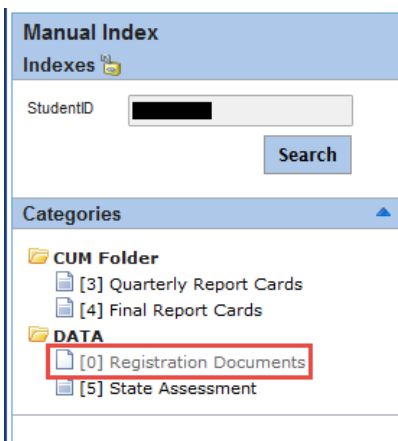 Manual Index
Indexes
StudentID
Search
Categories
CUM Folder
[3] Quarterly Report Cards
[4] Final Report Cards
DATA
[0] Registration Documents
[5] State Assessment